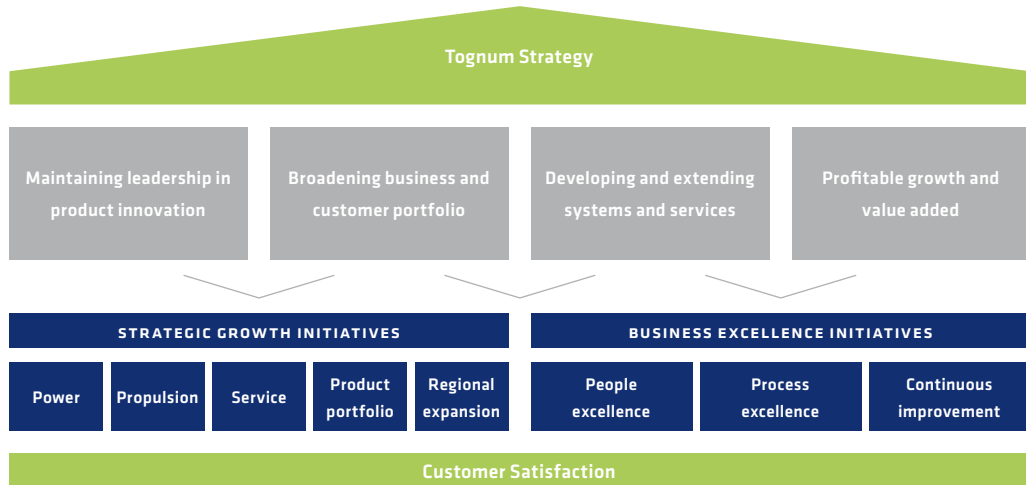 Tognum Strategy
Maintaining leadership in
product innovation
Broadening business and
customer portfolio
Developing and extending
systems and services
Profitable growth and
value added
STRATEGIC GROWTH INITIATIVES
BUSINESS EXCELLENCE INITIATIVES
Power
Propulsion
Service
Product
portfolio
Regional
expansion
People
excellence
Process
excellence
Continuous
improvement
Customer Satisfaction